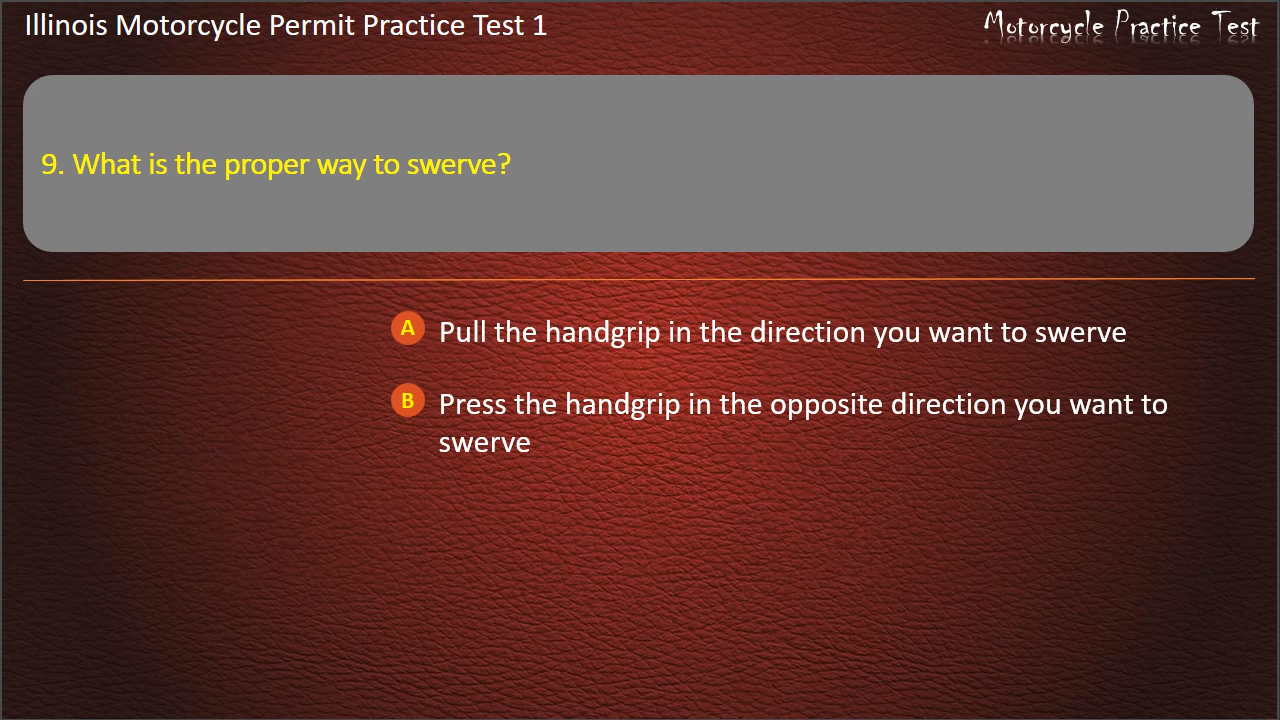 Illinois Motorcycle Permit Practice Test 1
Motorcycle Practice Test
9. What is the proper way to swerve?
A Pull the handgrip in the direction you want to swerve
B Press the handgrip in the opposite direction you want to
swerve